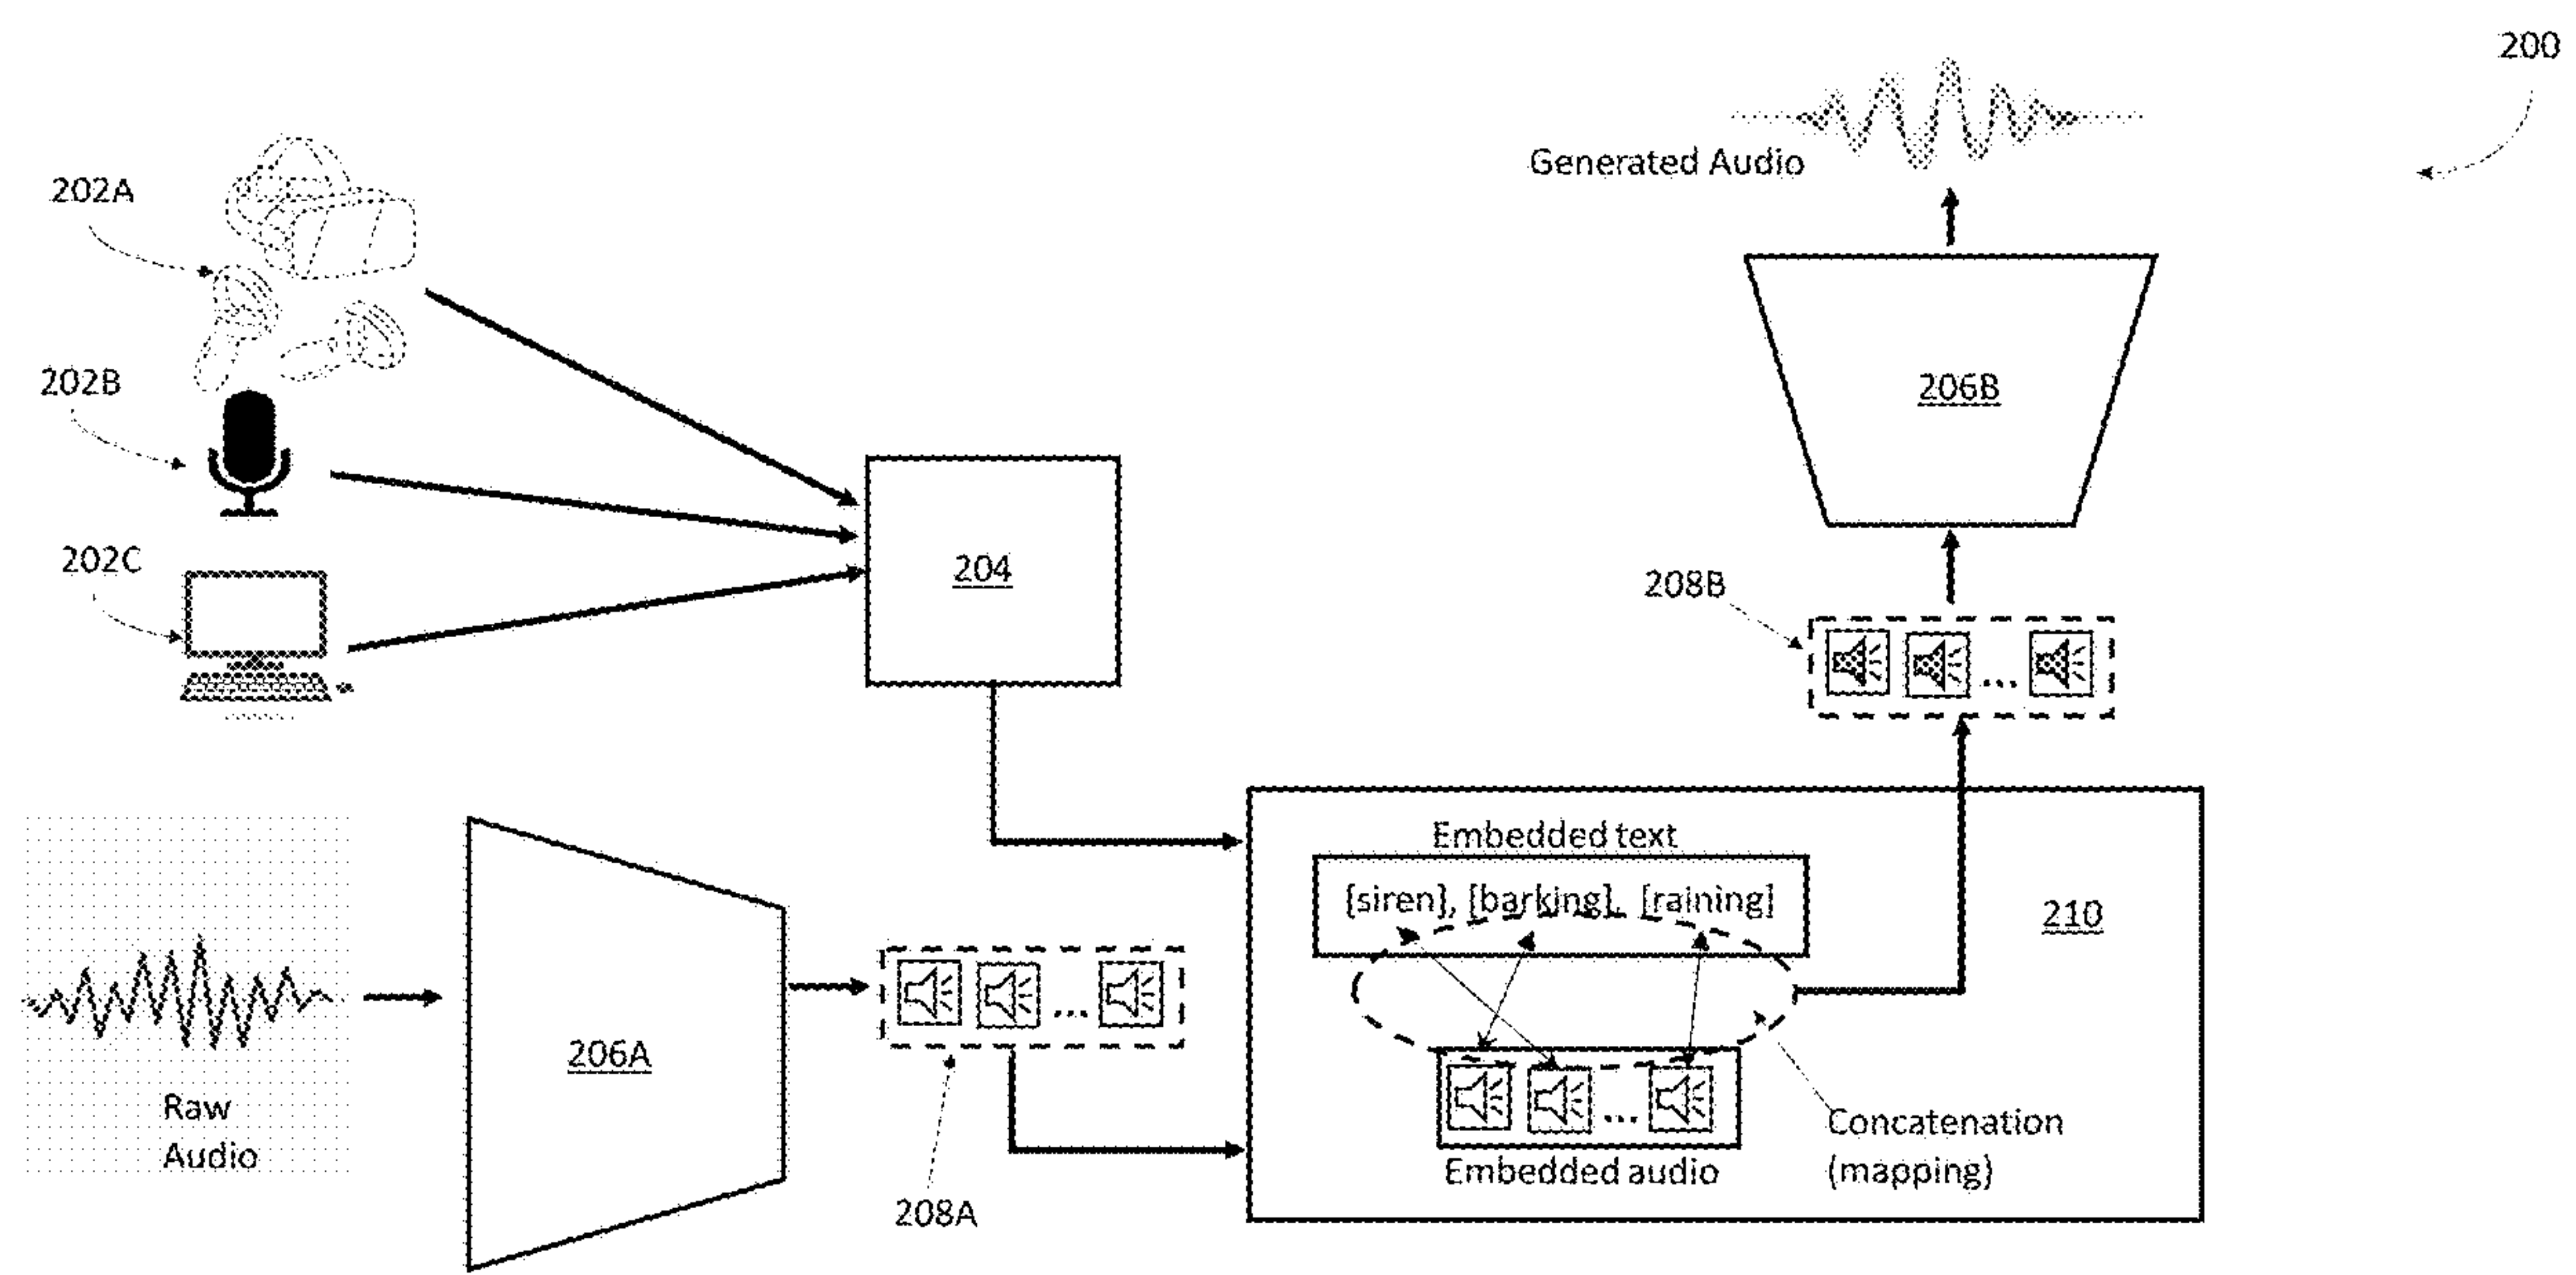 200
Generated Audio
202A
206B
202B
202C
204
208B
Embedded text
{siren}, [barking], [raining]
210
206A
Raw
Audio
Concatenation
(mapping)
Embedded audio
208A